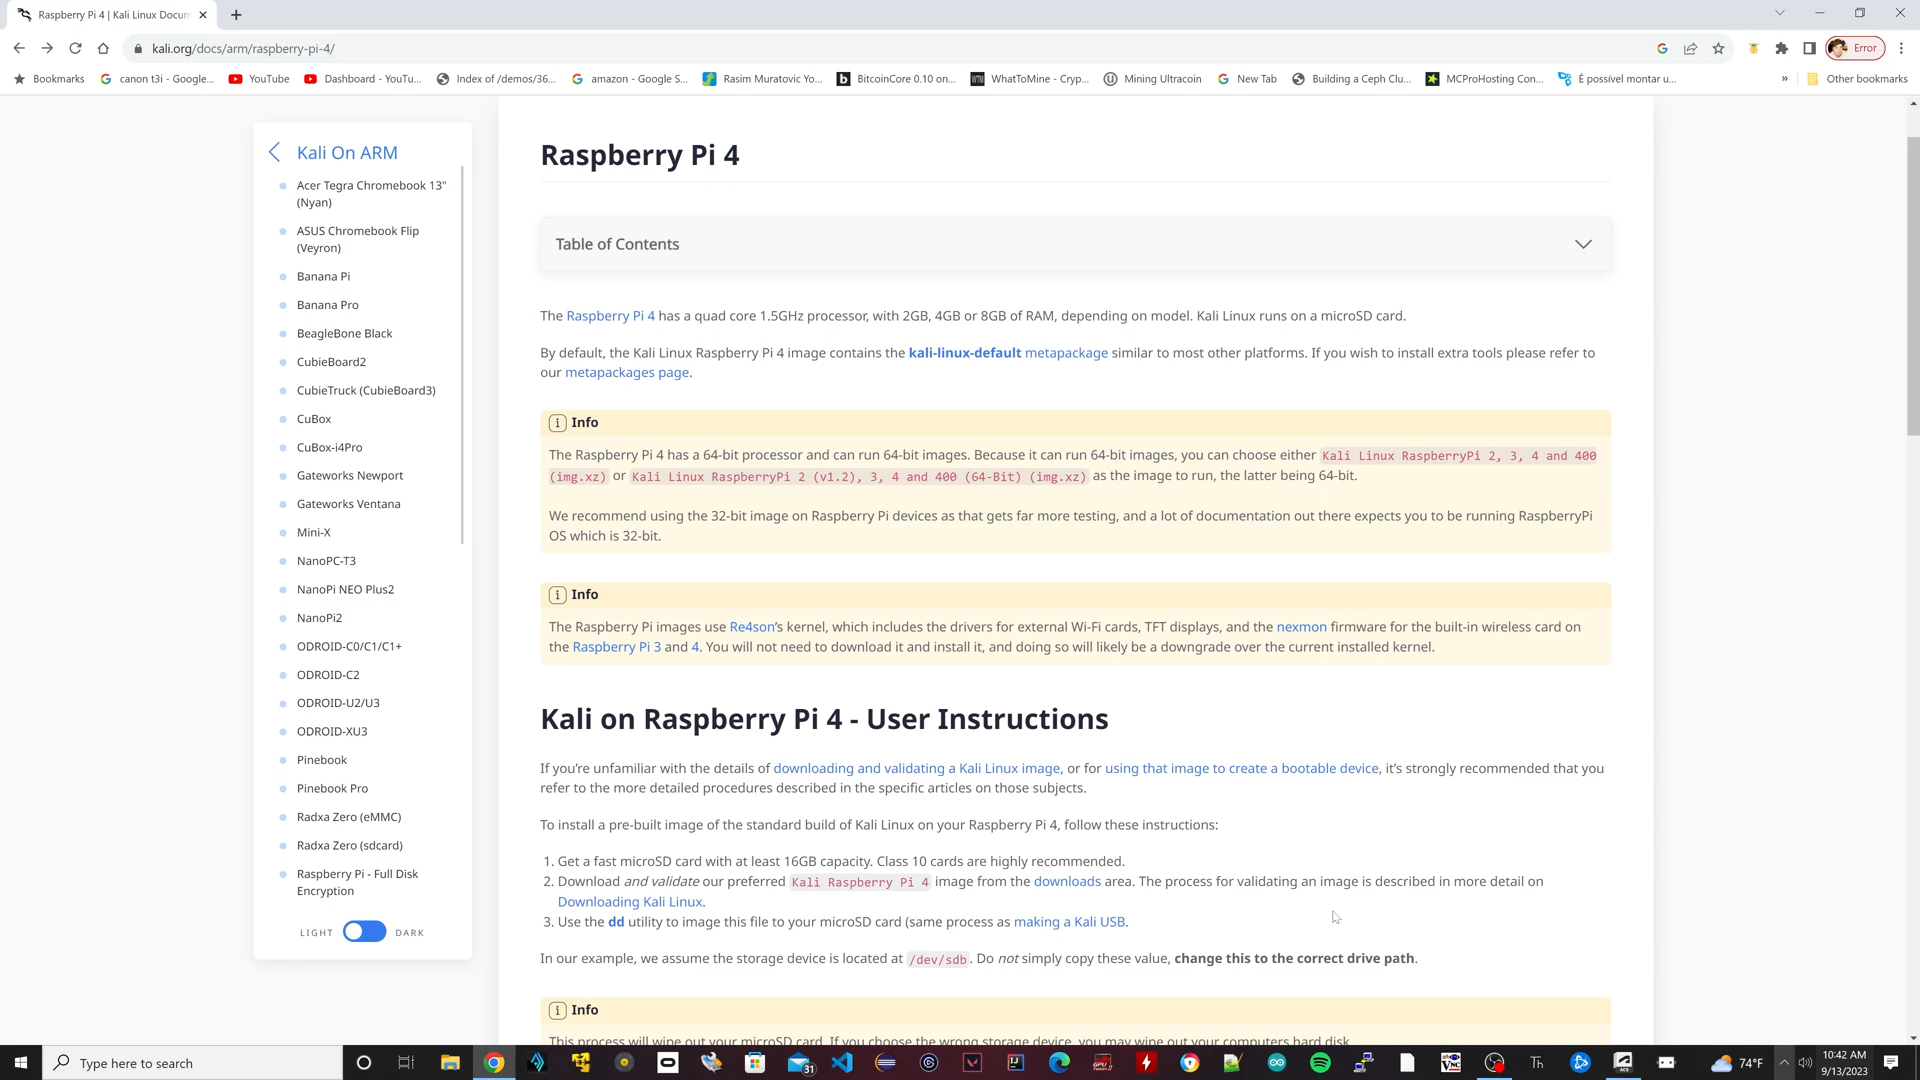 Raspberry Pi 4 | Kali Linux Docum
kali.org/docs/arm/raspberry-pi-4/
Error
Bookmarks
canon t3i - Google...
YouTube
Dashboard - YouTu...
Index of /demos/36...
amazon - Google S...
Rasim Muratovic Yo...
BitcoinCore 0.10 on...
WhatToMine - Cryp...
Mining Ultracoin
New Tab
Building a Ceph Clu...
MCProHosting Con...
É possível montar u...
»
Other bookmarks
Kali On ARM
Acer Tegra Chromebook 13"
(Nyan)
ASUS Chromebook Flip
(Veyron)
Banana Pi
Banana Pro
BeagleBone Black
CubieBoard2
CubieTruck (CubieBoard3)
CuBox
CuBox-i4Pro
Gateworks Newport
Gateworks Ventana
Mini-X
NanoPC-T3
NanoPi NEO Plus2
NanoPi2
ODROID-C0/C1/C1+
ODROID-C2
ODROID-U2/U3
ODROID-XU3
Pinebook
Pinebook Pro
Radxa Zero (eMMC)
Radxa Zero (sdcard)
Raspberry Pi - Full Disk
Encryption
LIGHT DARK
Raspberry Pi 4
Table of Contents
The Raspberry Pi 4 has a quad core 1.5GHz processor, with 2GB, 4GB or 8GB of RAM, depending on model. Kali Linux runs on a microSD card.
By default, the Kali Linux Raspberry Pi 4 image contains the kali-linux-default metapackage similar to most other platforms. If you wish to install extra tools please refer to
our metapackages page.
Info
The Raspberry Pi 4 has a 64-bit processor and can run 64-bit images. Because it can run 64-bit images, you can choose either Kali Linux RaspberryPi 2, 3, 4 and 400
(img.xz) or Kali Linux RaspberryPi 2 (v1.2), 3, 4 and 400 (64-Bit) (img.xz) as the image to run, the latter being 64-bit.
We recommend using the 32-bit image on Raspberry Pi devices as that gets far more testing, and a lot of documentation out there expects you to be running RaspberryPi
OS which is 32-bit.
Info
The Raspberry Pi images use Re4son's kernel, which includes the drivers for external Wi-Fi cards, TFT displays, and the nexmon firmware for the built-in wireless card on
the Raspberry Pi 3 and 4. You will not need to download it and install it, and doing so will likely be a downgrade over the current installed kernel.
Kali on Raspberry Pi 4 - User Instructions
If you're unfamiliar with the details of downloading and validating a Kali Linux image, or for using that image to create a bootable device, it's strongly recommended that you
refer to the more detailed procedures described in the specific articles on those subjects.
To install a pre-built image of the standard build of Kali Linux on your Raspberry Pi 4, follow these instructions:
1. Get a fast microSD card with at least 16GB capacity. Class 10 cards are highly recommended.
2. Download and validate our preferred Kali Raspberry Pi 4 image from the downloads area. The process for validating an image is described in more detail on
Downloading Kali Linux.
3. Use the dd utility to image this file to your microSD card (same process as making a Kali USB.
In our example, we assume the storage device is located at /dev/sdb. Do not simply copy these value, change this to the correct drive path.
Info
This process will wipe out your microSD card. If you choose the wrong storage device, you may wipe out your computers hard disk
Type here to search
31
74°F
10:42 AM
9/13/2023